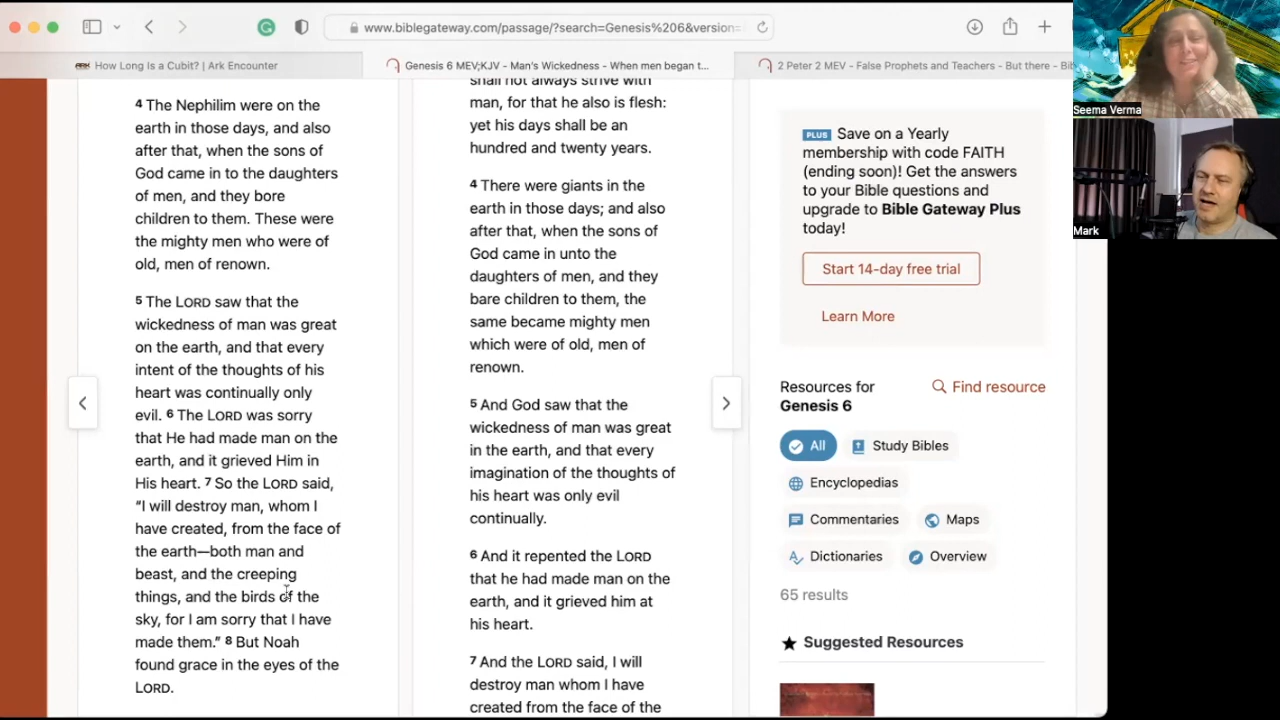 www.biblegateway.com/passage/?search=Genesis%206&version=
How Long Is a Cubit? | Ark Encounter
Genesis 6 MEV;KJV - Man's Wickedness - When men began t...
2 Peter 2 MEV - False Prophets and Teachers - But there - Bib
4 The Nephilim were on the
earth in those days, and also
after that, when the sons of
God came in to the daughters
of men, and they bore
children to them. These were
the mighty men who were of
old, men of renown.
5 The LORD saw that the
wickedness of man was great
on the earth, and that every
intent of the thoughts of his
heart was continually only
evil. 6 The LORD was sorry
that He had made man on the
earth, and it grieved Him in
His heart. 7 So the LORD said,
“I will destroy man, whom I
have created, from the face of
the earth—both man and
beast, and the creeping
things, and the birds of the
sky, for I am sorry that I have
made them.” 8 But Noah
found grace in the eyes of the
LORD.
shall not always strive with
man, for that he also is flesh:
yet his days shall be an
hundred and twenty years.
4 There were giants in the
earth in those days; and also
after that, when the sons of
God came in unto the
daughters of men, and they
bare children to them, the
same became mighty men
which were of old, men of
renown.
5 And God saw that the
wickedness of man was great
in the earth, and that every
imagination of the thoughts of
his heart was only evil
continually.
6 And it repented the LORD
that he had made man on the
earth, and it grieved him at
his heart.
7 And the LORD said, I will
destroy man whom I have
created from the face of the
PLUS Save on a Yearly
membership with code FAITH
(ending soon)! Get the answers
to your Bible questions and
upgrade to Bible Gateway Plus
today!
Start 14-day free trial
Learn More
Resources for
Genesis 6
Find resource
All
Study Bibles
Encyclopedias
Commentaries
Maps
Dictionaries
Overview
65 results
Suggested Resources
Seema Verma
Mark